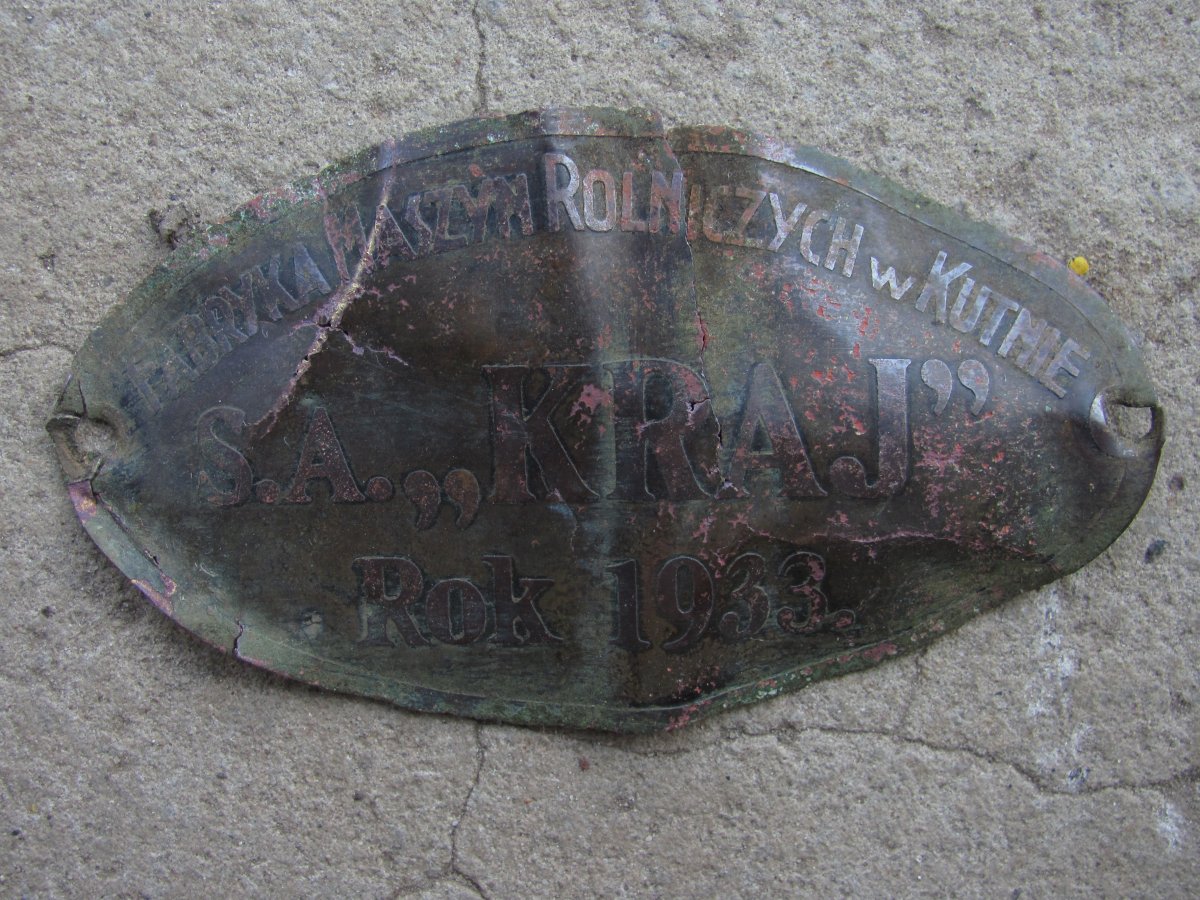 FABRYKA MASZYN ROLNICZYCH w KUTNIE
S.A. „KRAJ”
Rok 1933.